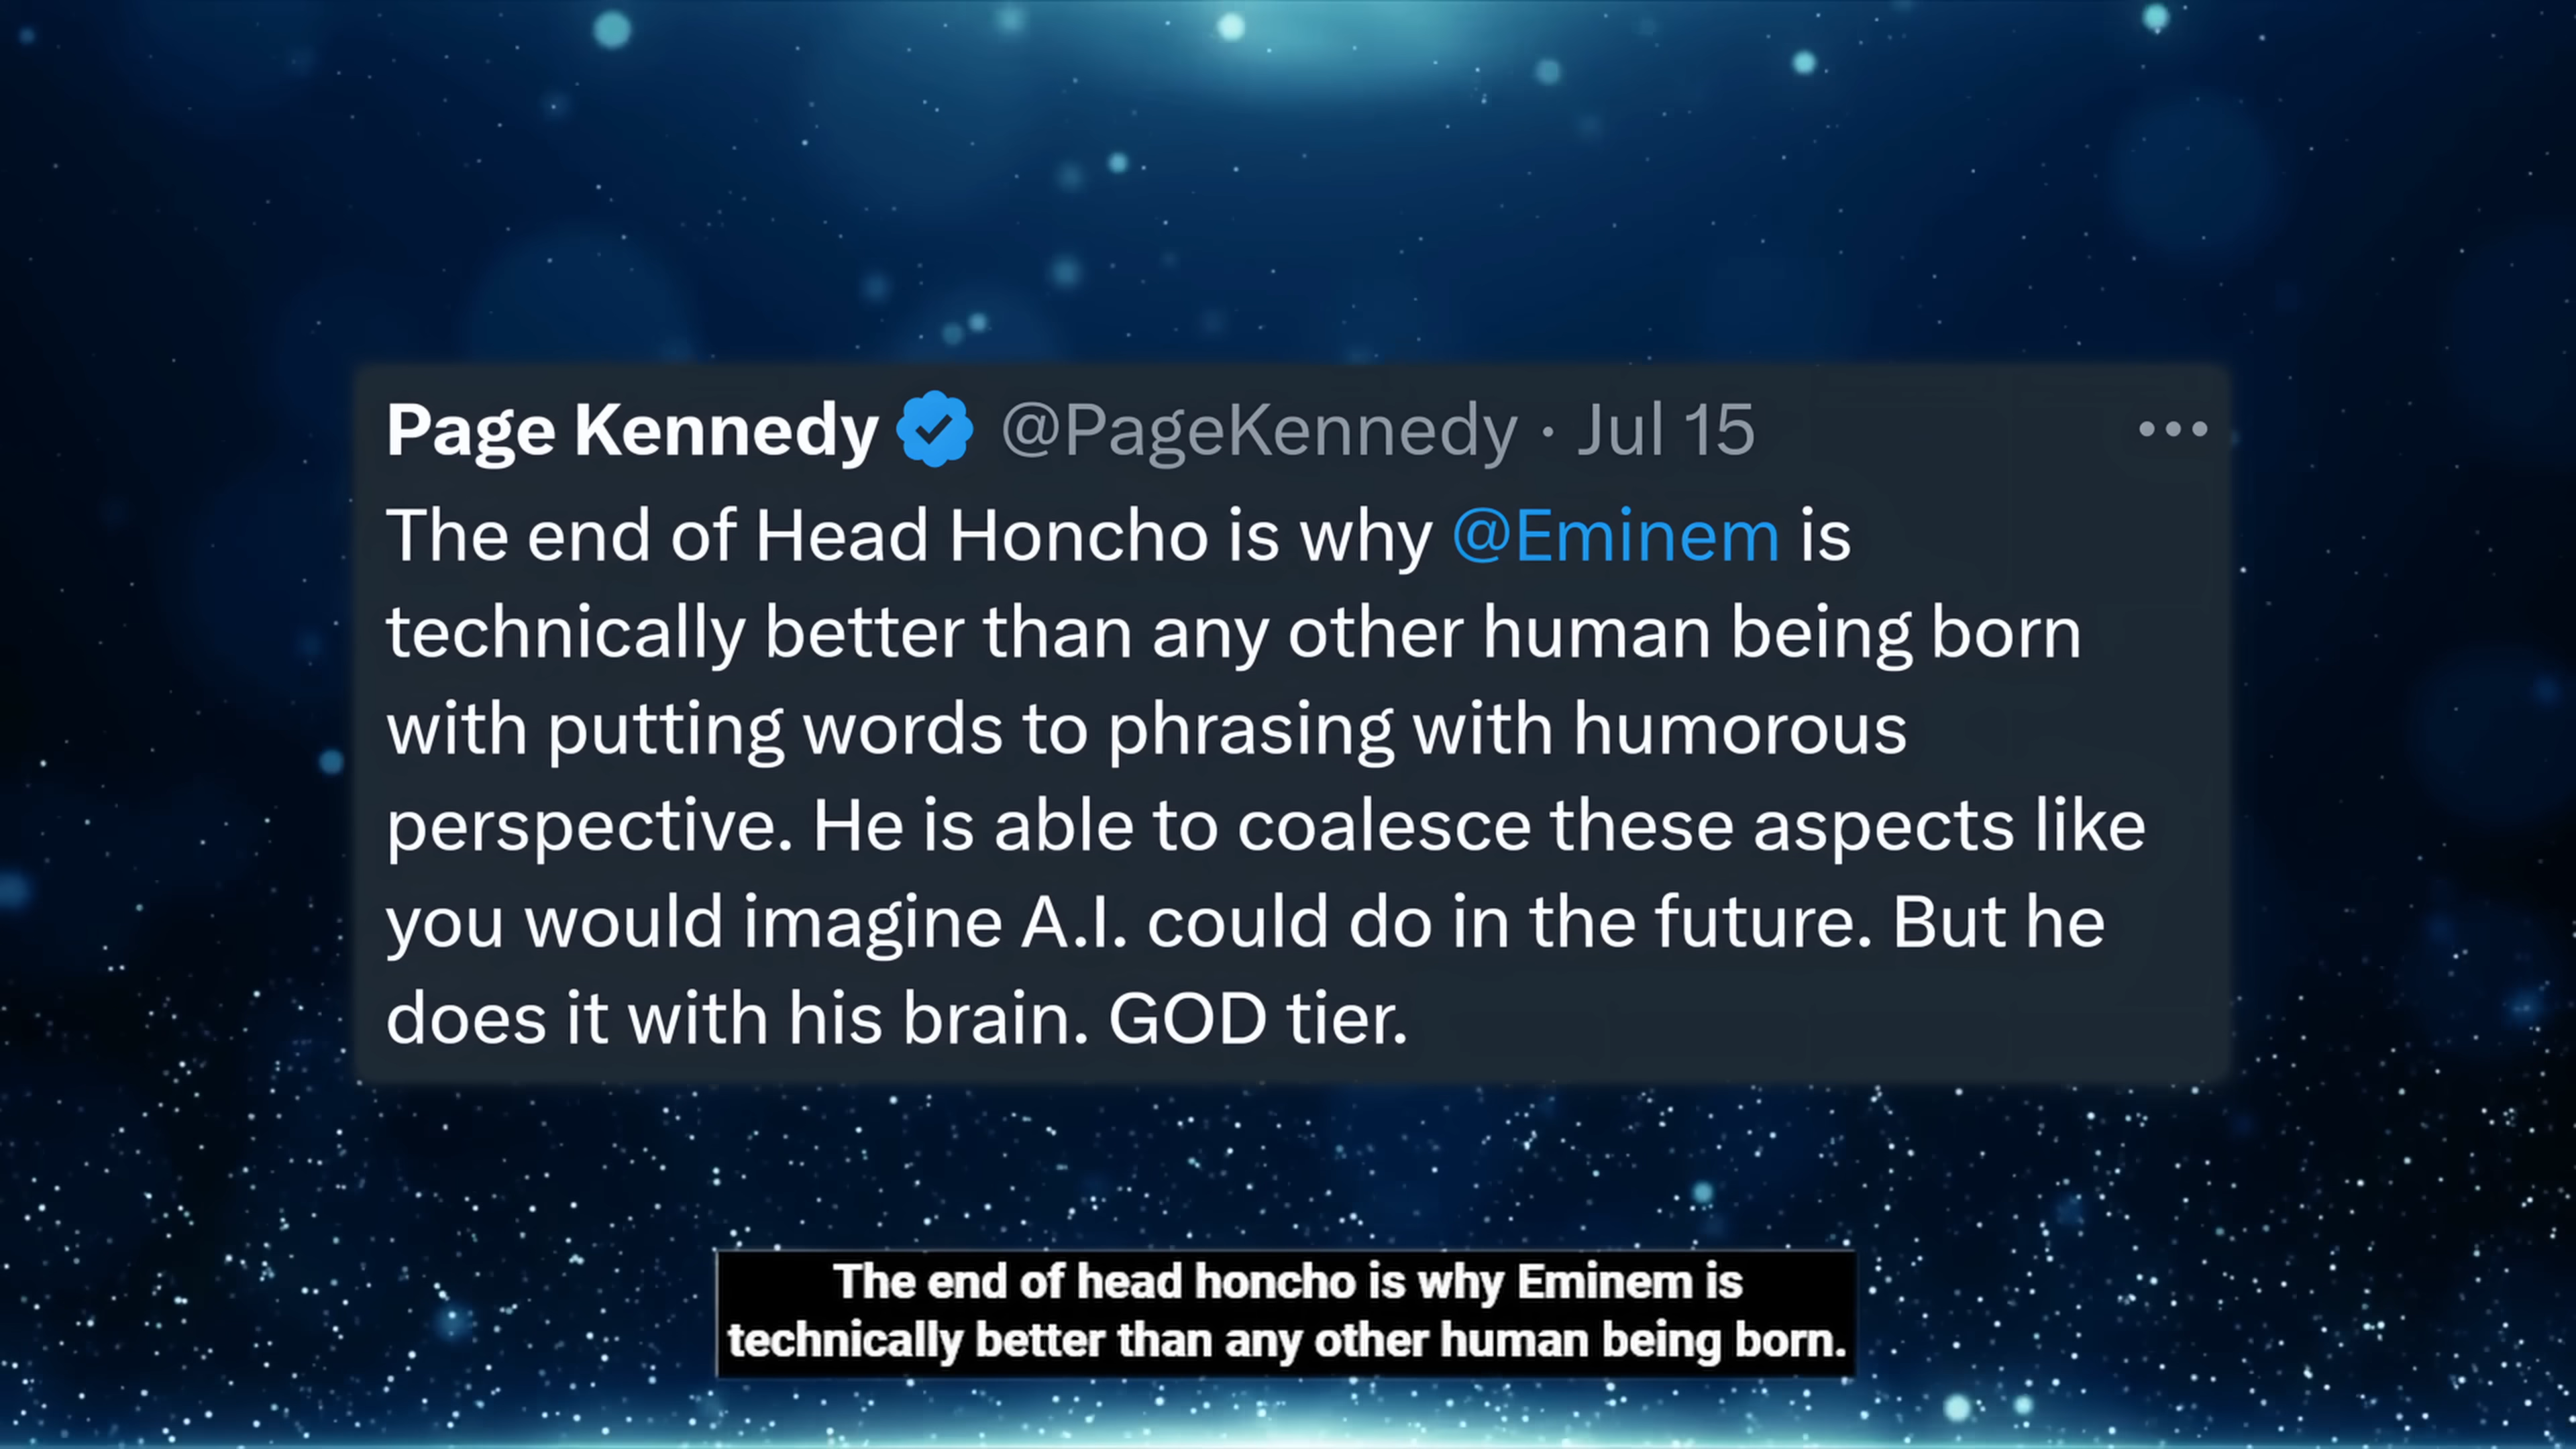 Page Kennedy @PageKennedy · Jul 15
The end of Head Honcho is why @Eminem is
technically better than any other human being born
with putting words to phrasing with humorous
perspective. He is able to coalesce these aspects like
you would imagine A.I. could do in the future. But he
does it with his brain. GOD tier.
The end of head honcho is why Eminem is
technically better than any other human being born.